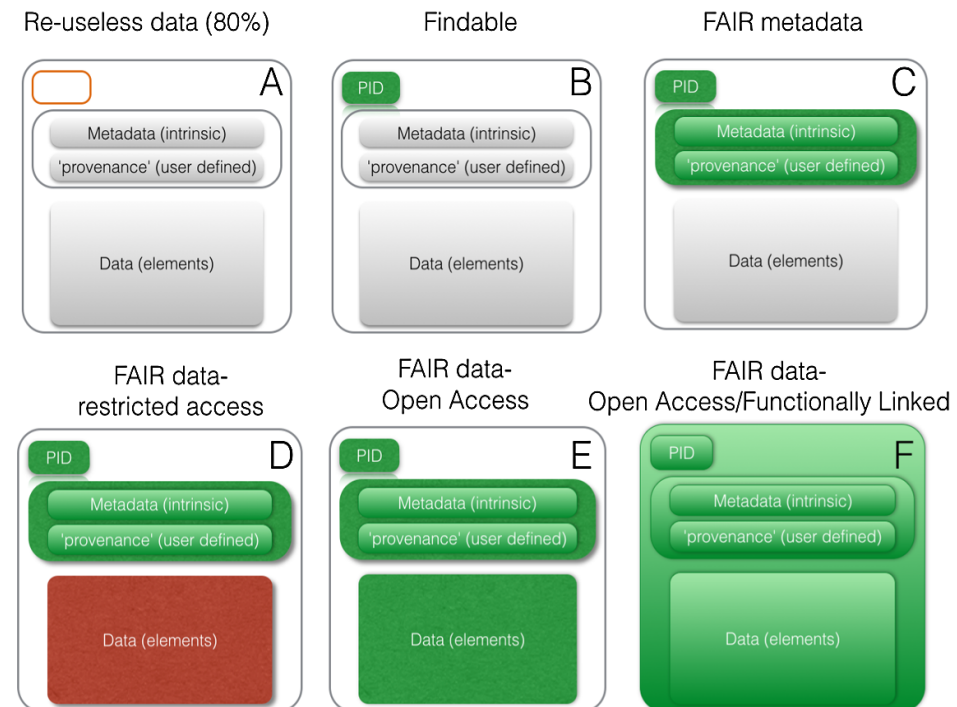 Re-useless data (80%)
Findable
FAIR metadata
A
Metadata (intrinsic)
'provenance' (user defined)
Data (elements)
PID
B
Metadata (intrinsic)
'provenance' (user defined)
Data (elements)
PID
C
Metadata (intrinsic)
'provenance' (user defined)
Data (elements)
FAIR data-
restricted access
FAIR data-
Open Access
FAIR data-
Open Access/Functionally Linked
PID
D
Metadata (intrinsic)
'provenance' (user defined)
Data (elements)
PID
E
Metadata (intrinsic)
'provenance' (user defined)
Data (elements)
PID
F
Metadata (intrinsic)
'provenance' (user defined)
Data (elements)